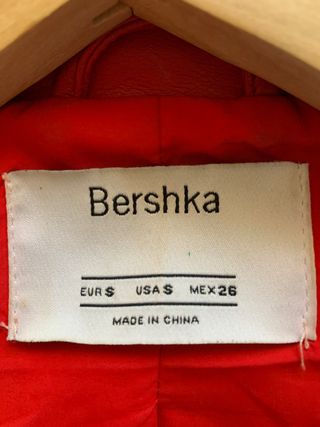 Bershka
EUR S USA S MEX 26
MADE IN CHINA